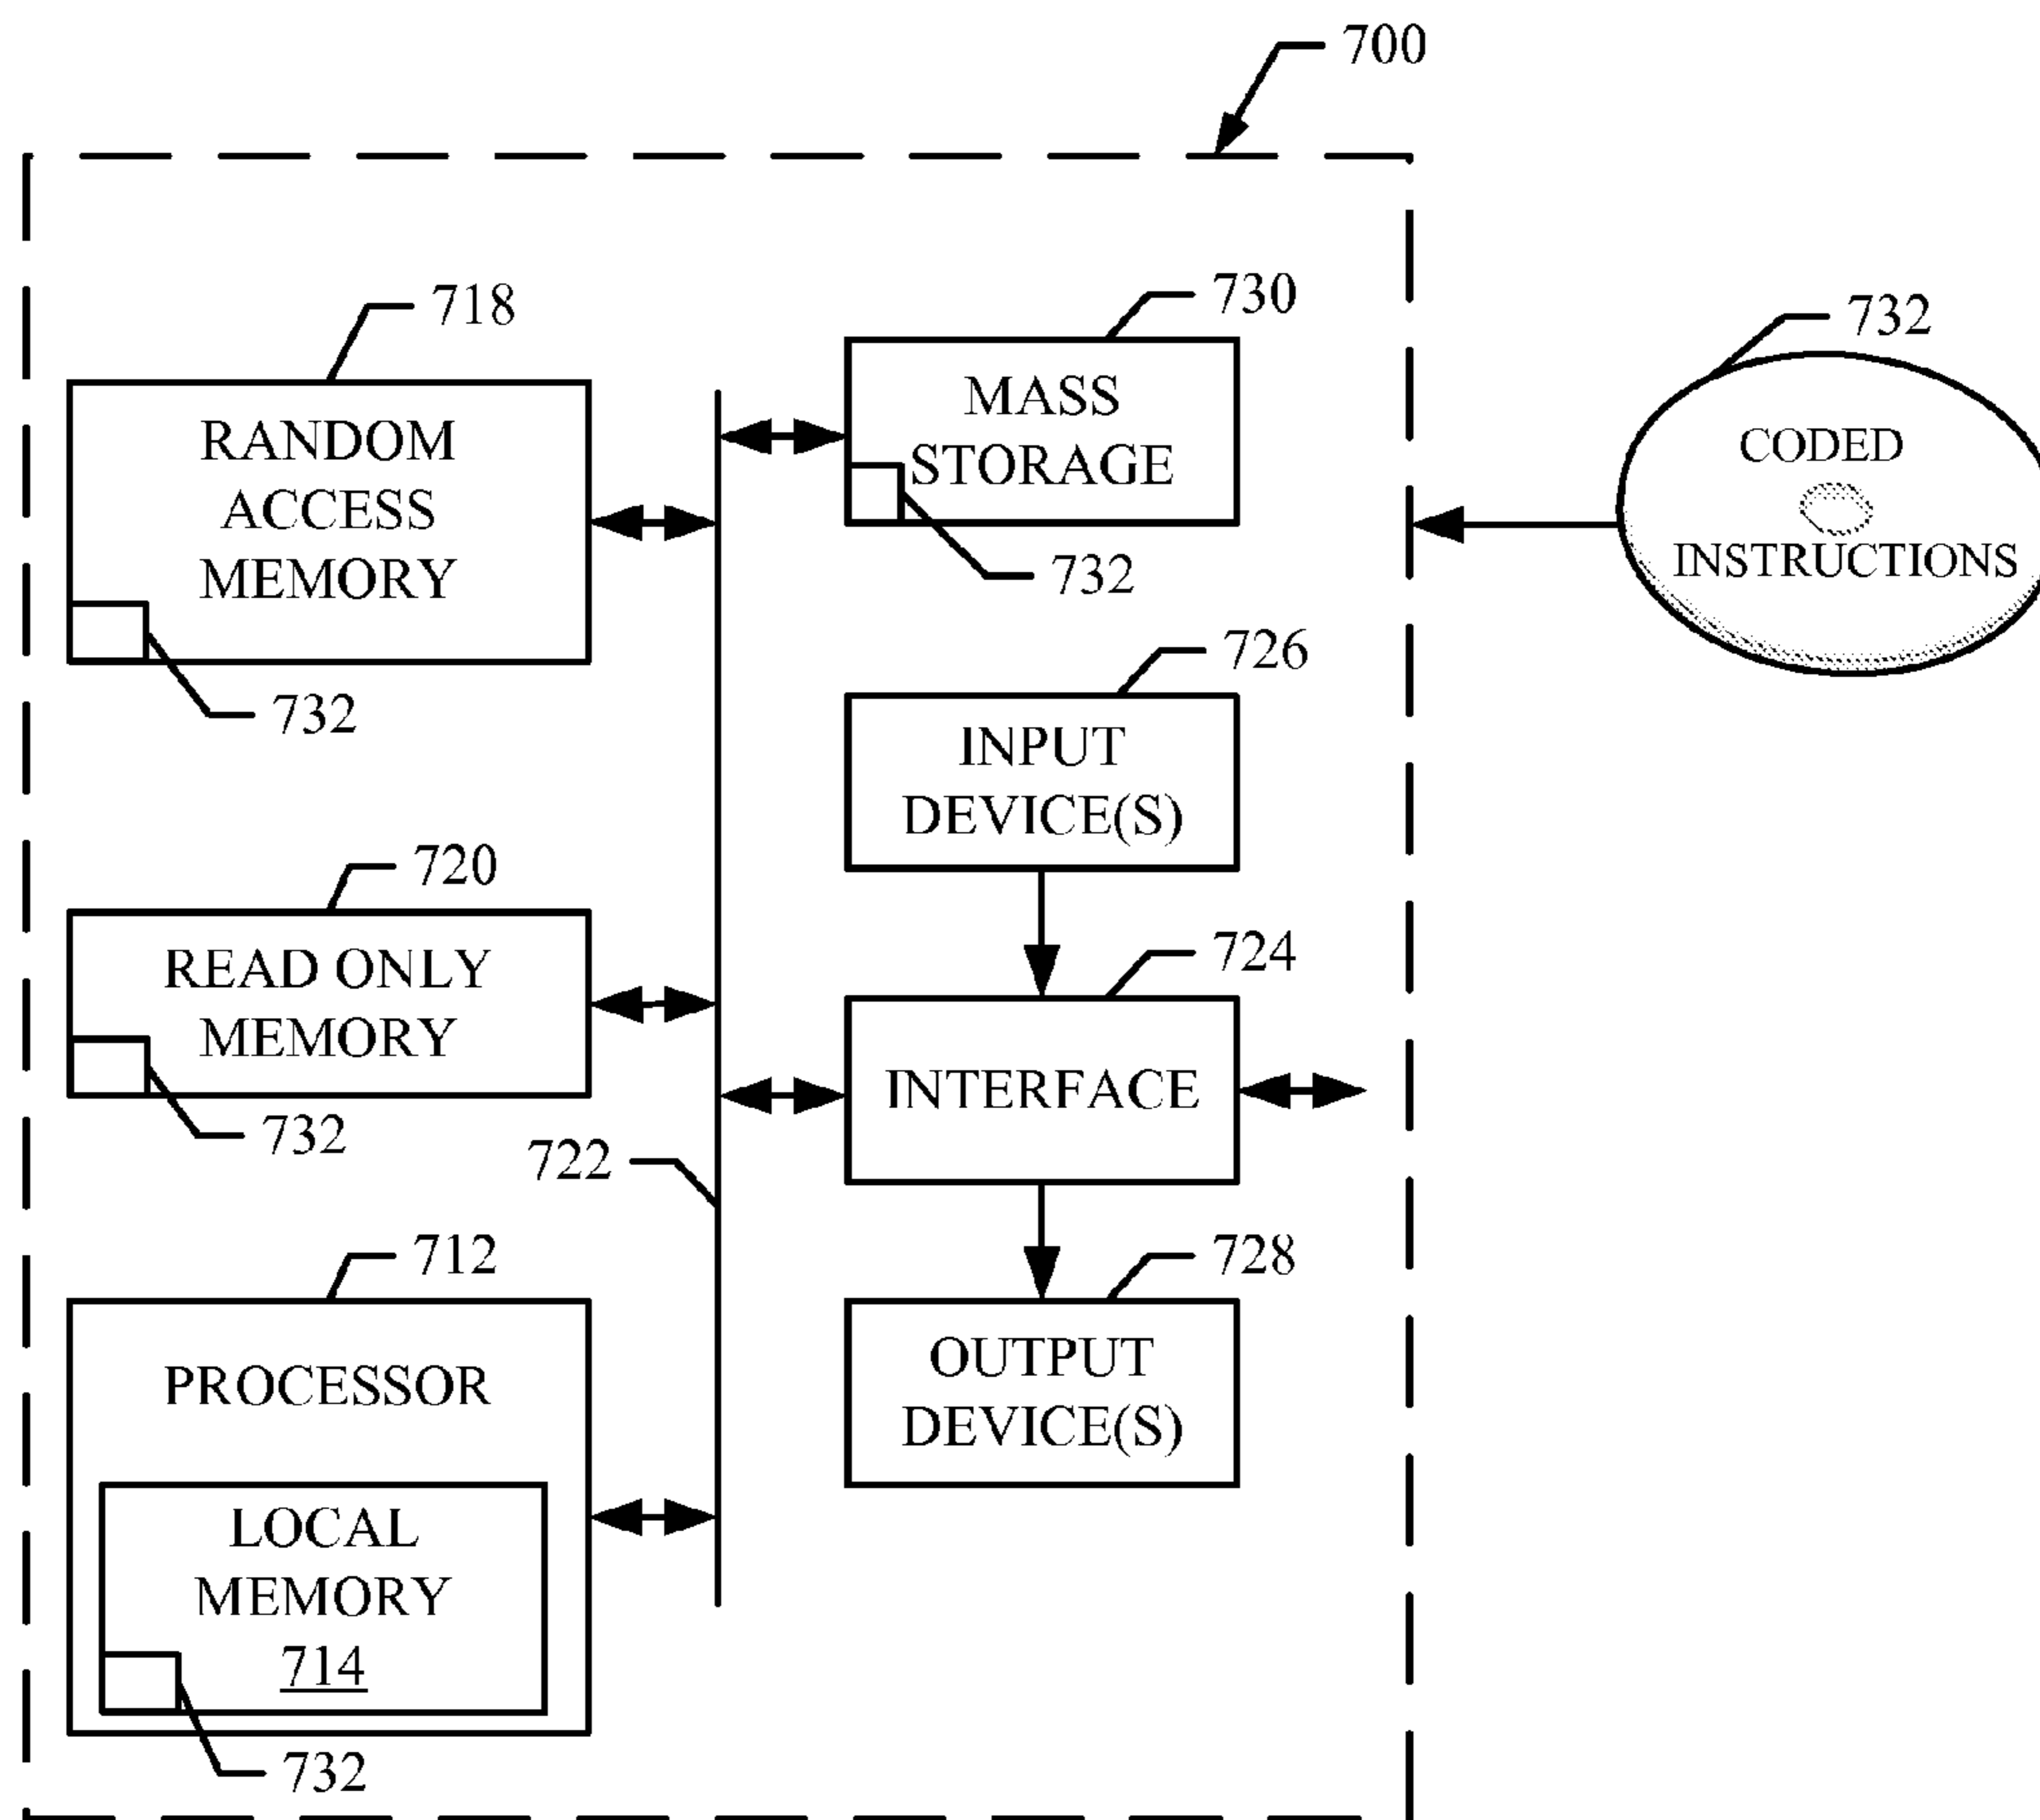 700
718
730
732
RANDOM
ACCESS
MEMORY
MASS
STORAGE
CODED
INSTRUCTIONS
732
732
726
INPUT
DEVICE(S)
720
READ ONLY
MEMORY
724
INTERFACE
732
722
712
728
PROCESSOR
OUTPUT
DEVICE(S)
LOCAL
MEMORY
714
732